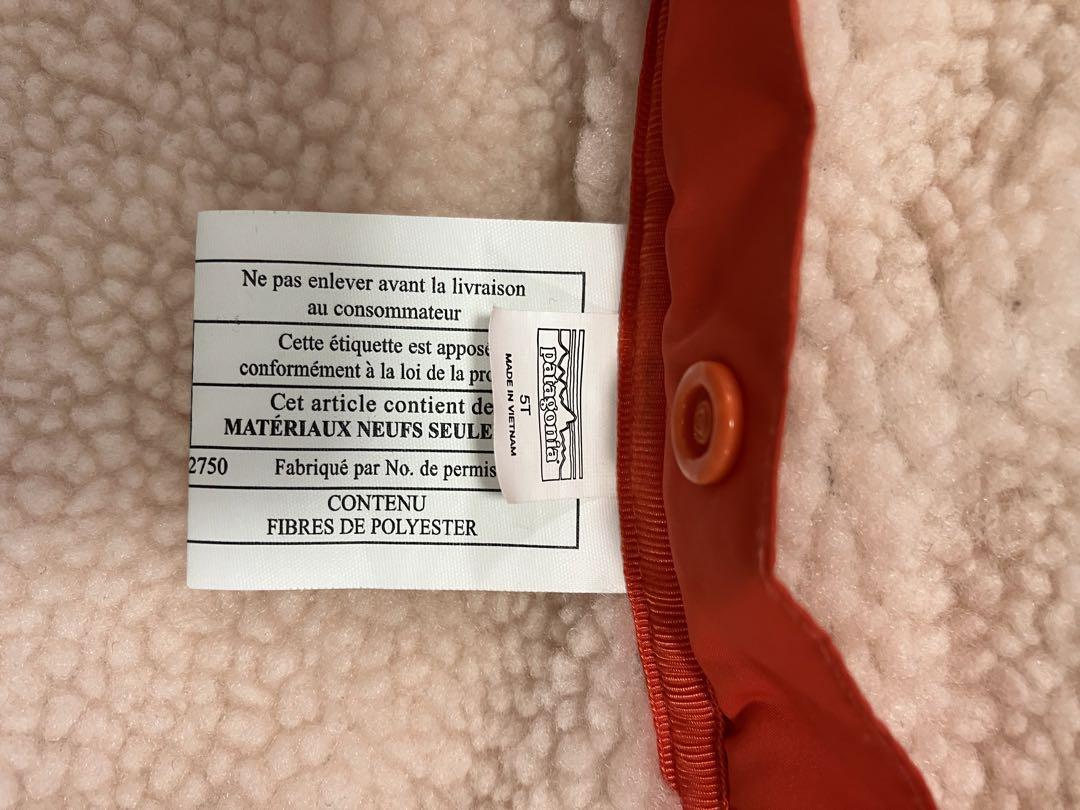 Ne pas enlever avant la livraison
au consommateur
Cette étiquette est apposé
conformément à la loi de la pro
Cet article contient de
MATÉRIAUX NEUFS SEULE
2750 Fabriqué par No. de permis
CONTENU
FIBRES DE POLYESTER
patagonia
5T
MADE IN VIETNAM